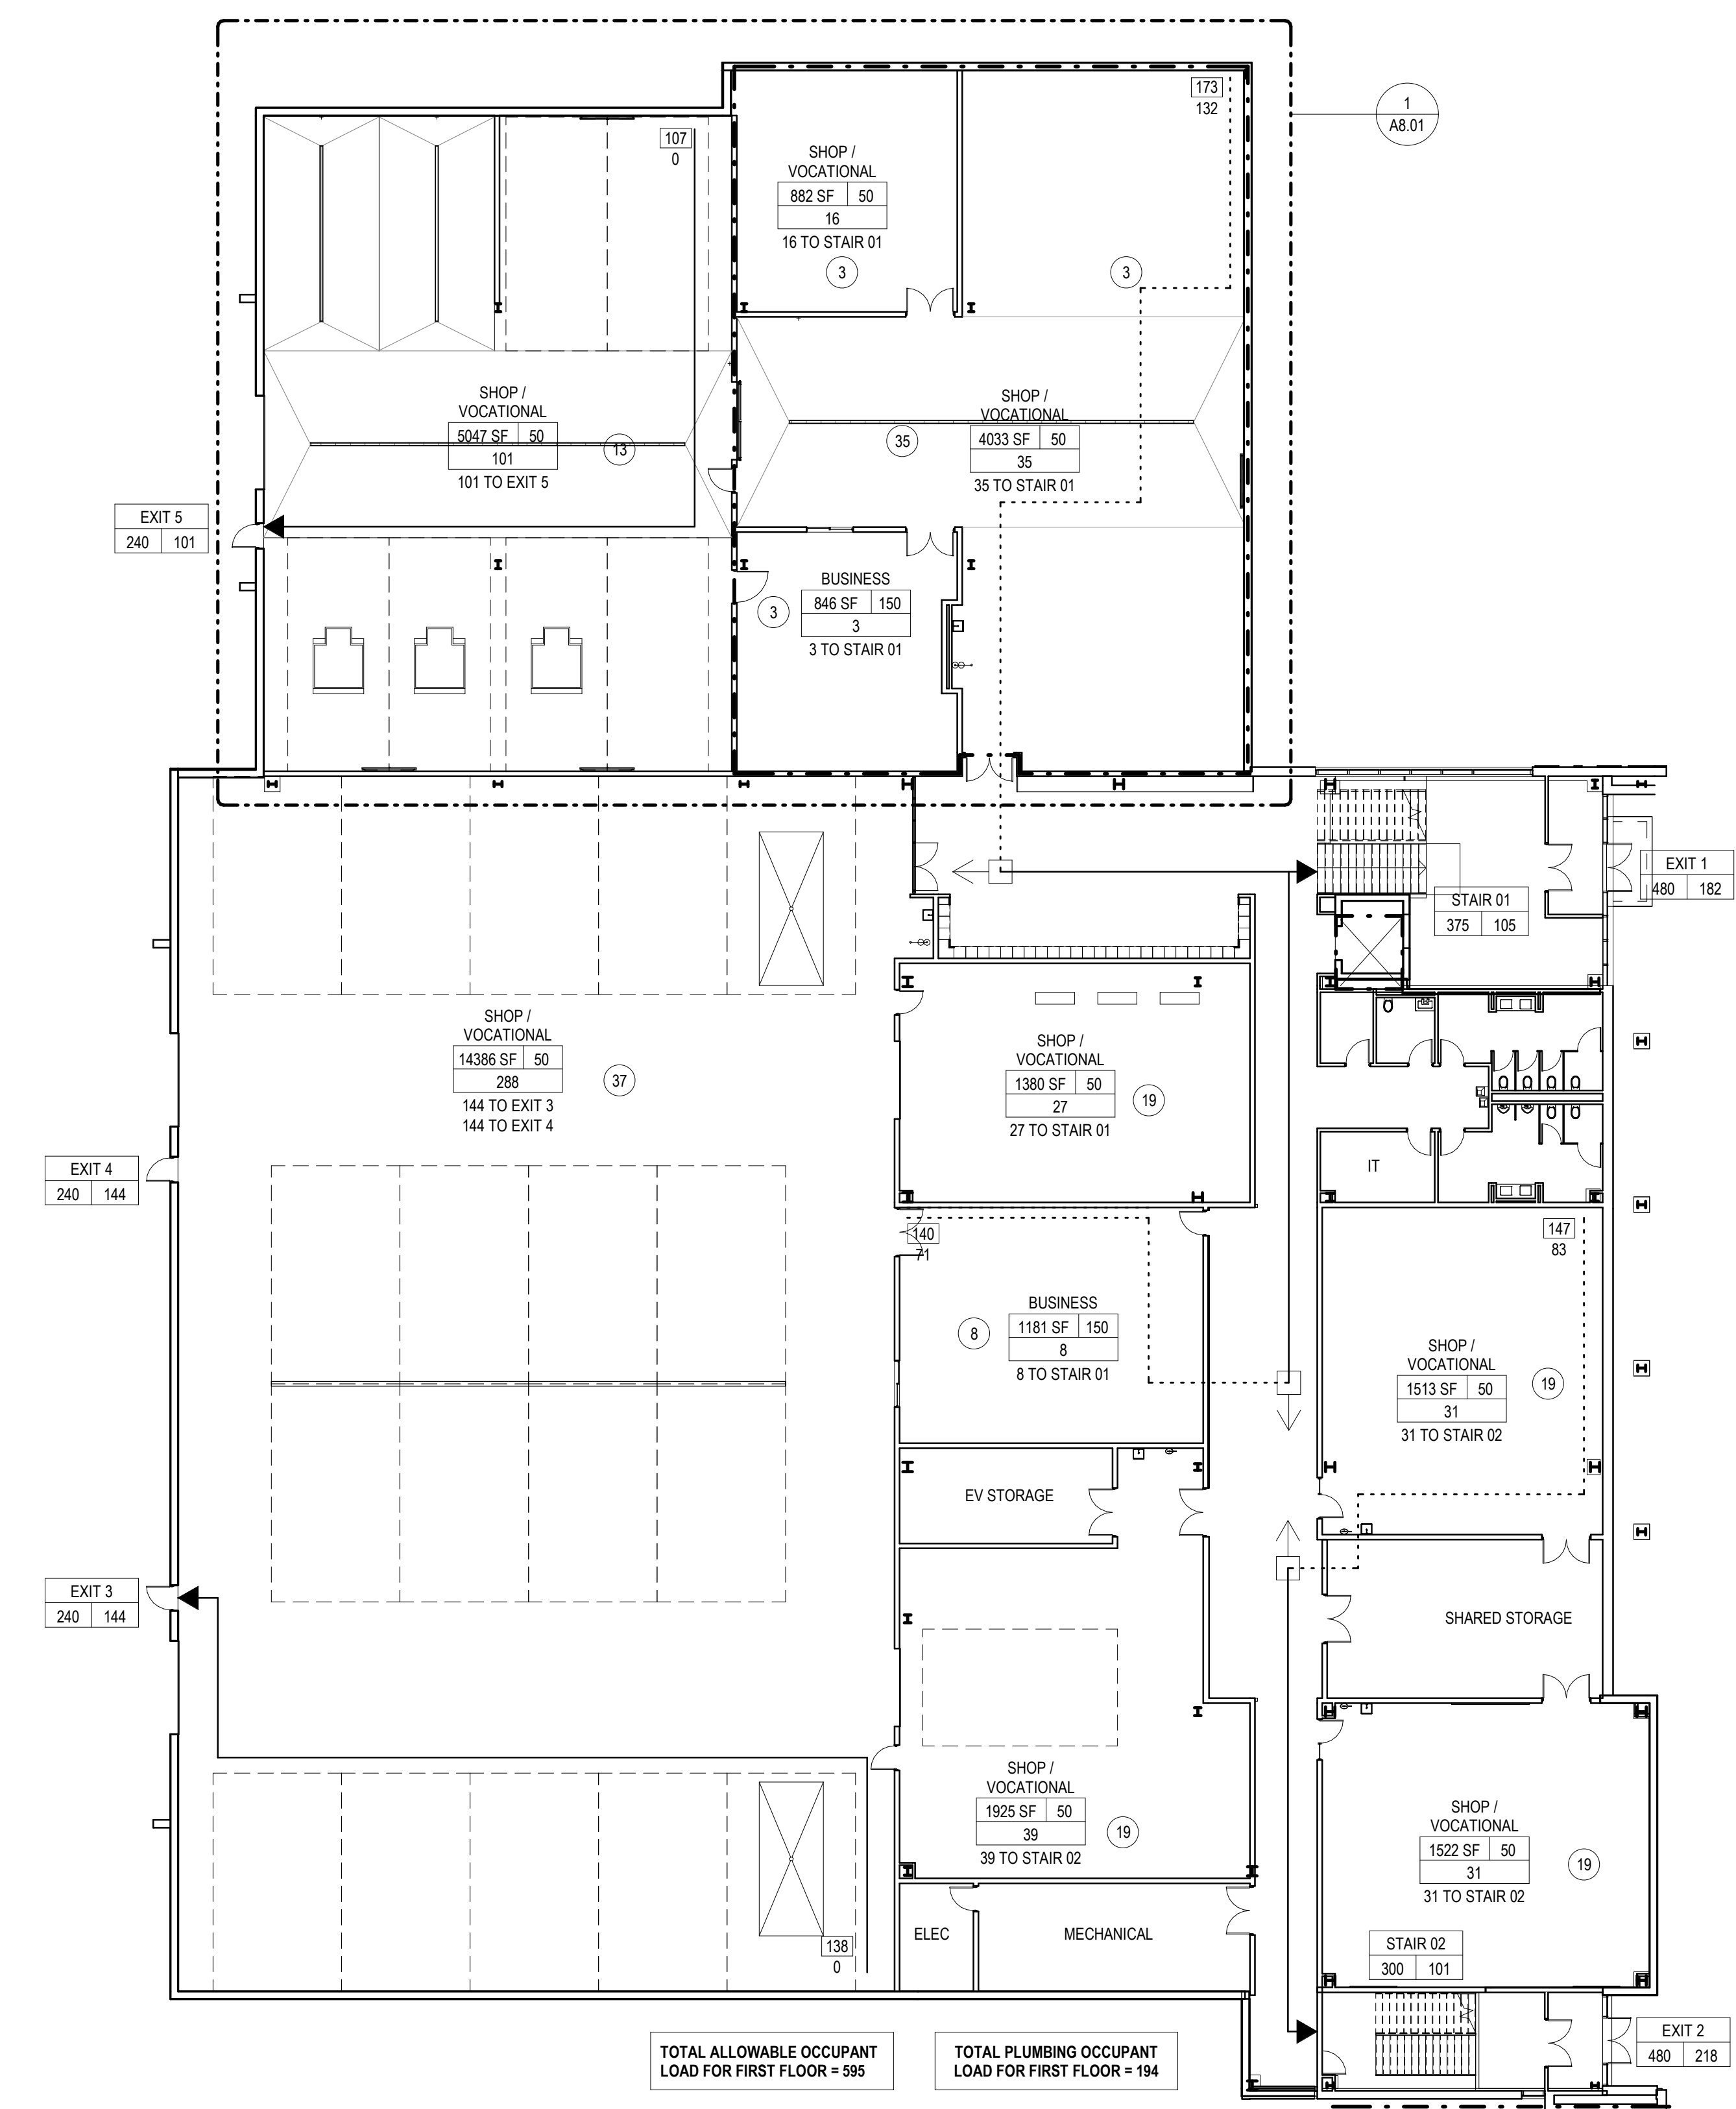 173
132
1
A8.01
107
0
SHOP /
VOCATIONAL
882 SF 50
16
16 TO STAIR 01
3
3
SHOP /
VOCATIONAL
5047 SF 50
101
101 TO EXIT 5
13
SHOP /
VOCATIONAL
4033 SF 50
35
35 TO STAIR 01
35
EXIT 5
240 101
BUSINESS
846 SF 150
3
3 TO STAIR 01
3
EXIT 1
480 182
STAIR 01
375 105
SHOP /
VOCATIONAL
14386 SF 50
288
144 TO EXIT 3
144 TO EXIT 4
37
SHOP /
VOCATIONAL
1380 SF 50
27
27 TO STAIR 01
19
IT
EXIT 4
240 144
140
71
147
83
BUSINESS
1181 SF 150
8
8 TO STAIR 01
8
SHOP /
VOCATIONAL
1513 SF 50
31
31 TO STAIR 02
19
EV STORAGE
EXIT 3
240 144
SHARED STORAGE
SHOP /
VOCATIONAL
1925 SF 50
39
39 TO STAIR 02
19
SHOP /
VOCATIONAL
1522 SF 50
31
31 TO STAIR 02
19
ELEC
MECHANICAL
138
0
STAIR 02
300 101
EXIT 2
480 218
TOTAL ALLOWABLE OCCUPANT
LOAD FOR FIRST FLOOR = 595
TOTAL PLUMBING OCCUPANT
LOAD FOR FIRST FLOOR = 194